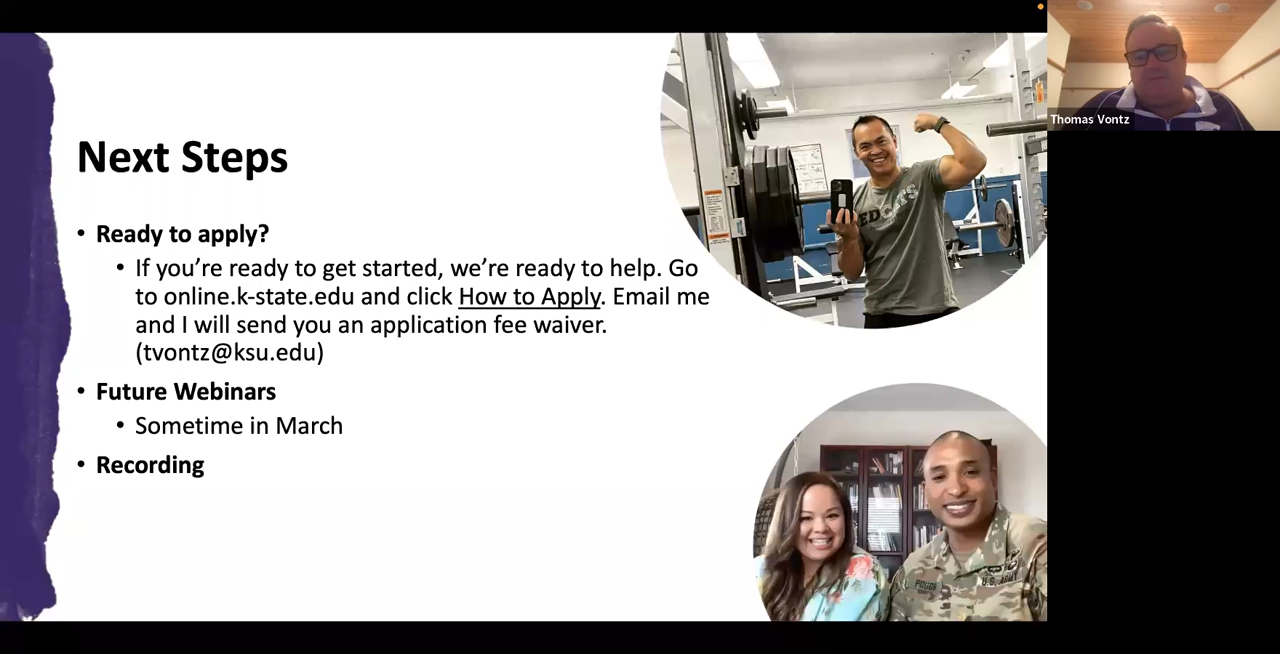 Thomas Vontz
Next Steps
• Ready to apply?
• If you’re ready to get started, we’re ready to help. Go
to online.k-state.edu and click How to Apply. Email me
and I will send you an application fee waiver.
(tvontz@ksu.edu)
• Future Webinars
• Sometime in March
• Recording
U.S. ARMY